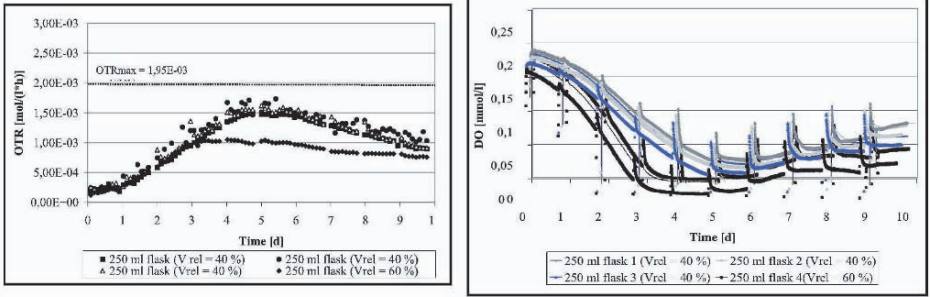 3,00E-03
2,50E-03
2,00E-03
1,50E-03
1,00E-03
5,00E-04
0,00E+00
OTR [mol/(l*h)]
OTRmax = 1,95E-03
0 1 2 3 4 5 6 7 8 9 1
Time [d]
250 ml flask (V rel = 40 %) 250 ml flask (Vrel = 40 %)
250 ml flask (Vrel = 40 %) 250 ml flask (Vrel = 60 %)
0,25
0,2
0,15
0,1
0,05
0 0
DO [mmol/l]
0 1 2 3 4 5 6 7 8 9 10
Time [d]
250 ml flask 1 (Vrel 40 %) 250 ml flask 2 (Vrel 40 %)
250 ml flask 3 (Vrel 40 %) 250 ml flask 4(Vrel 60 %)